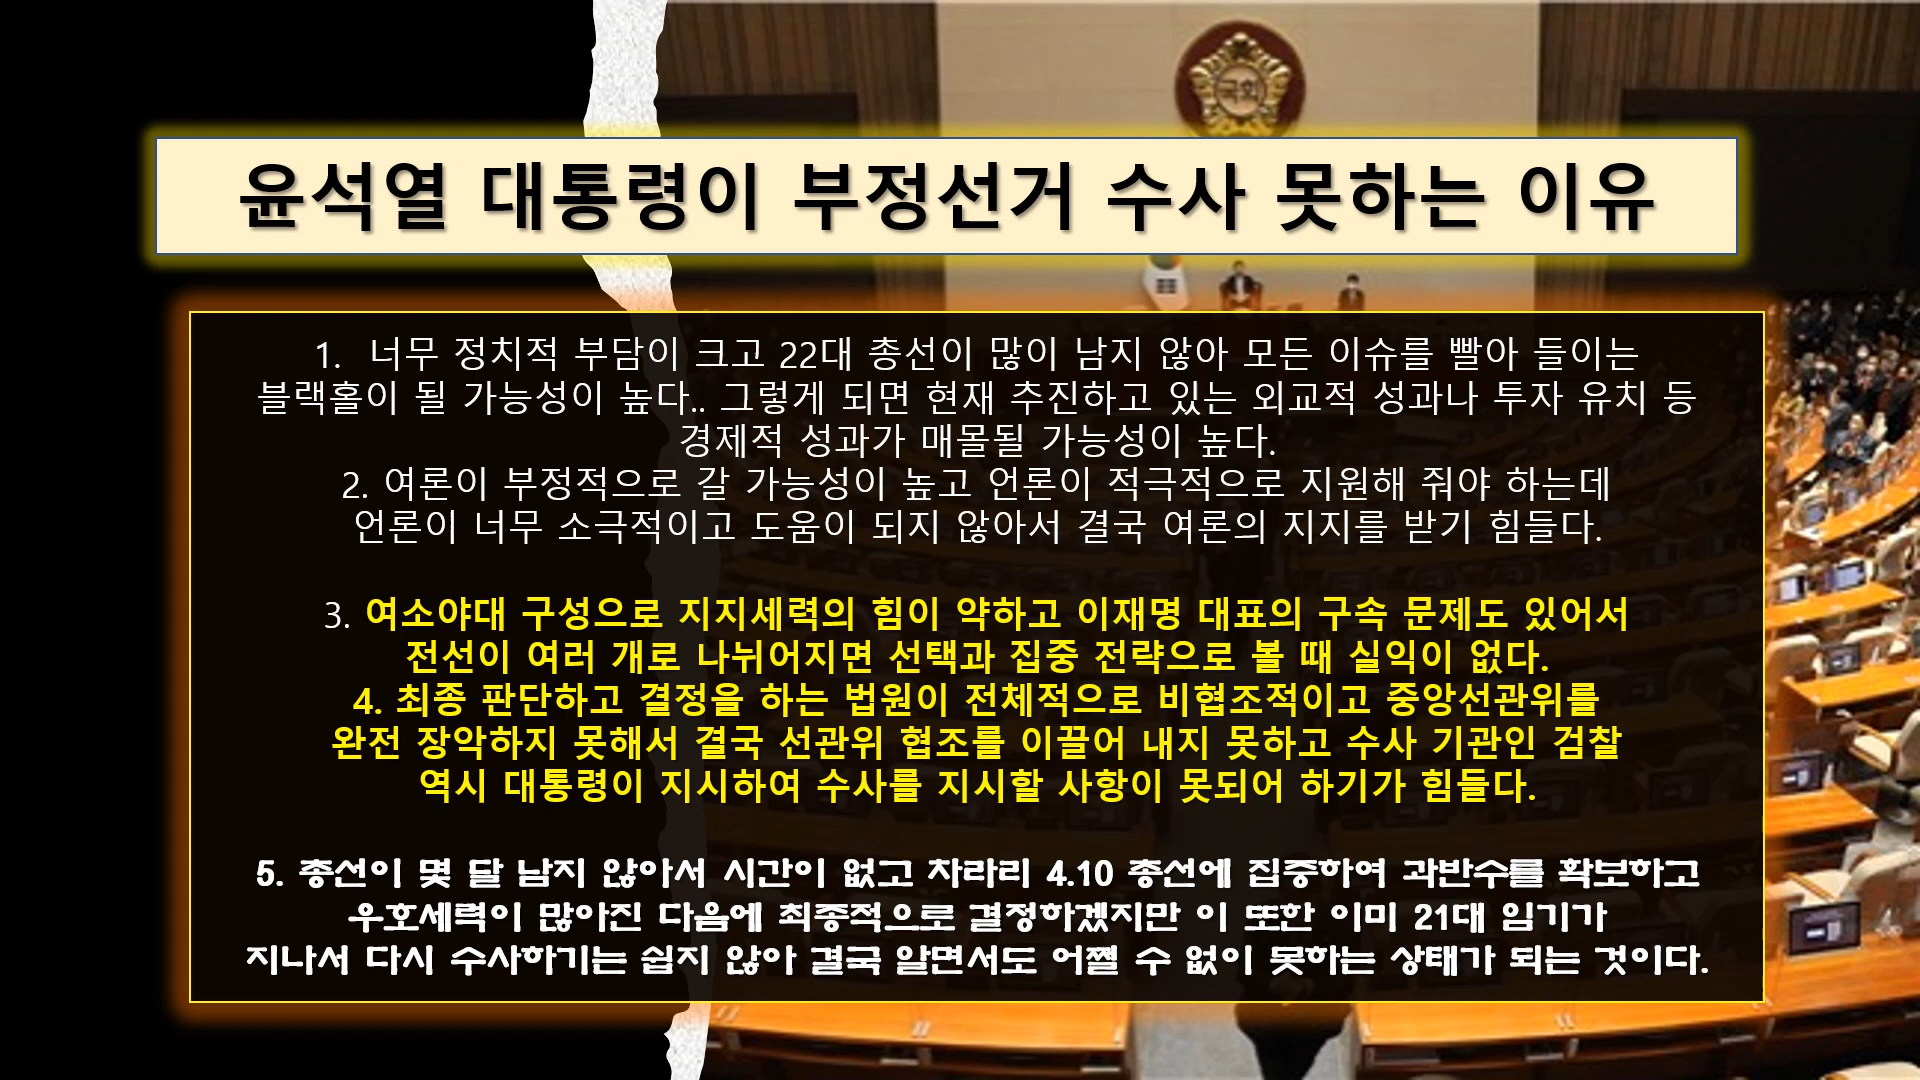 국회
윤석열 대통령이 부정선거 수사 못하는 이유
1. 너무 정치적 부담이 크고 22대 총선이 많이 남지 않아 모든 이슈를 빨아 들이는
블랙홀이 될 가능성이 높다.. 그렇게 되면 현재 추진하고 있는 외교적 성과나 투자 유치 등
경제적 성과가 매몰될 가능성이 높다.
2. 여론이 부정적으로 갈 가능성이 높고 언론이 적극적으로 지원해 줘야 하는데
언론이 너무 소극적이고 도움이 되지 않아서 결국 여론의 지지를 받기 힘들다.
3. 여소야대 구성으로 지지세력의 힘이 약하고 이재명 대표의 구속 문제도 있어서
전선이 여러 개로 나뉘어지면 선택과 집중 전략으로 볼 때 실익이 없다.
4. 최종 판단하고 결정을 하는 법원이 전체적으로 비협조적이고 중앙선관위를
완전 장악하지 못해서 결국 선관위 협조를 이끌어 내지 못하고 수사 기관인 검찰
역시 대통령이 지시하여 수사를 지시할 사항이 못되어 하기가 힘들다.
5. 총선이 몇 달 남지 않아서 시간이 없고 차라리 4.10 총선에 집중하여 과반수를 확보하고
우호세력이 많아진 다음에 최종적으로 결정하겠지만 이 또한 이미 21대 임기가
지나서 다시 수사하기는 쉽지 않아 결국 알면서도 어쩔 수 없이 못하는 상태가 되는 것이다.